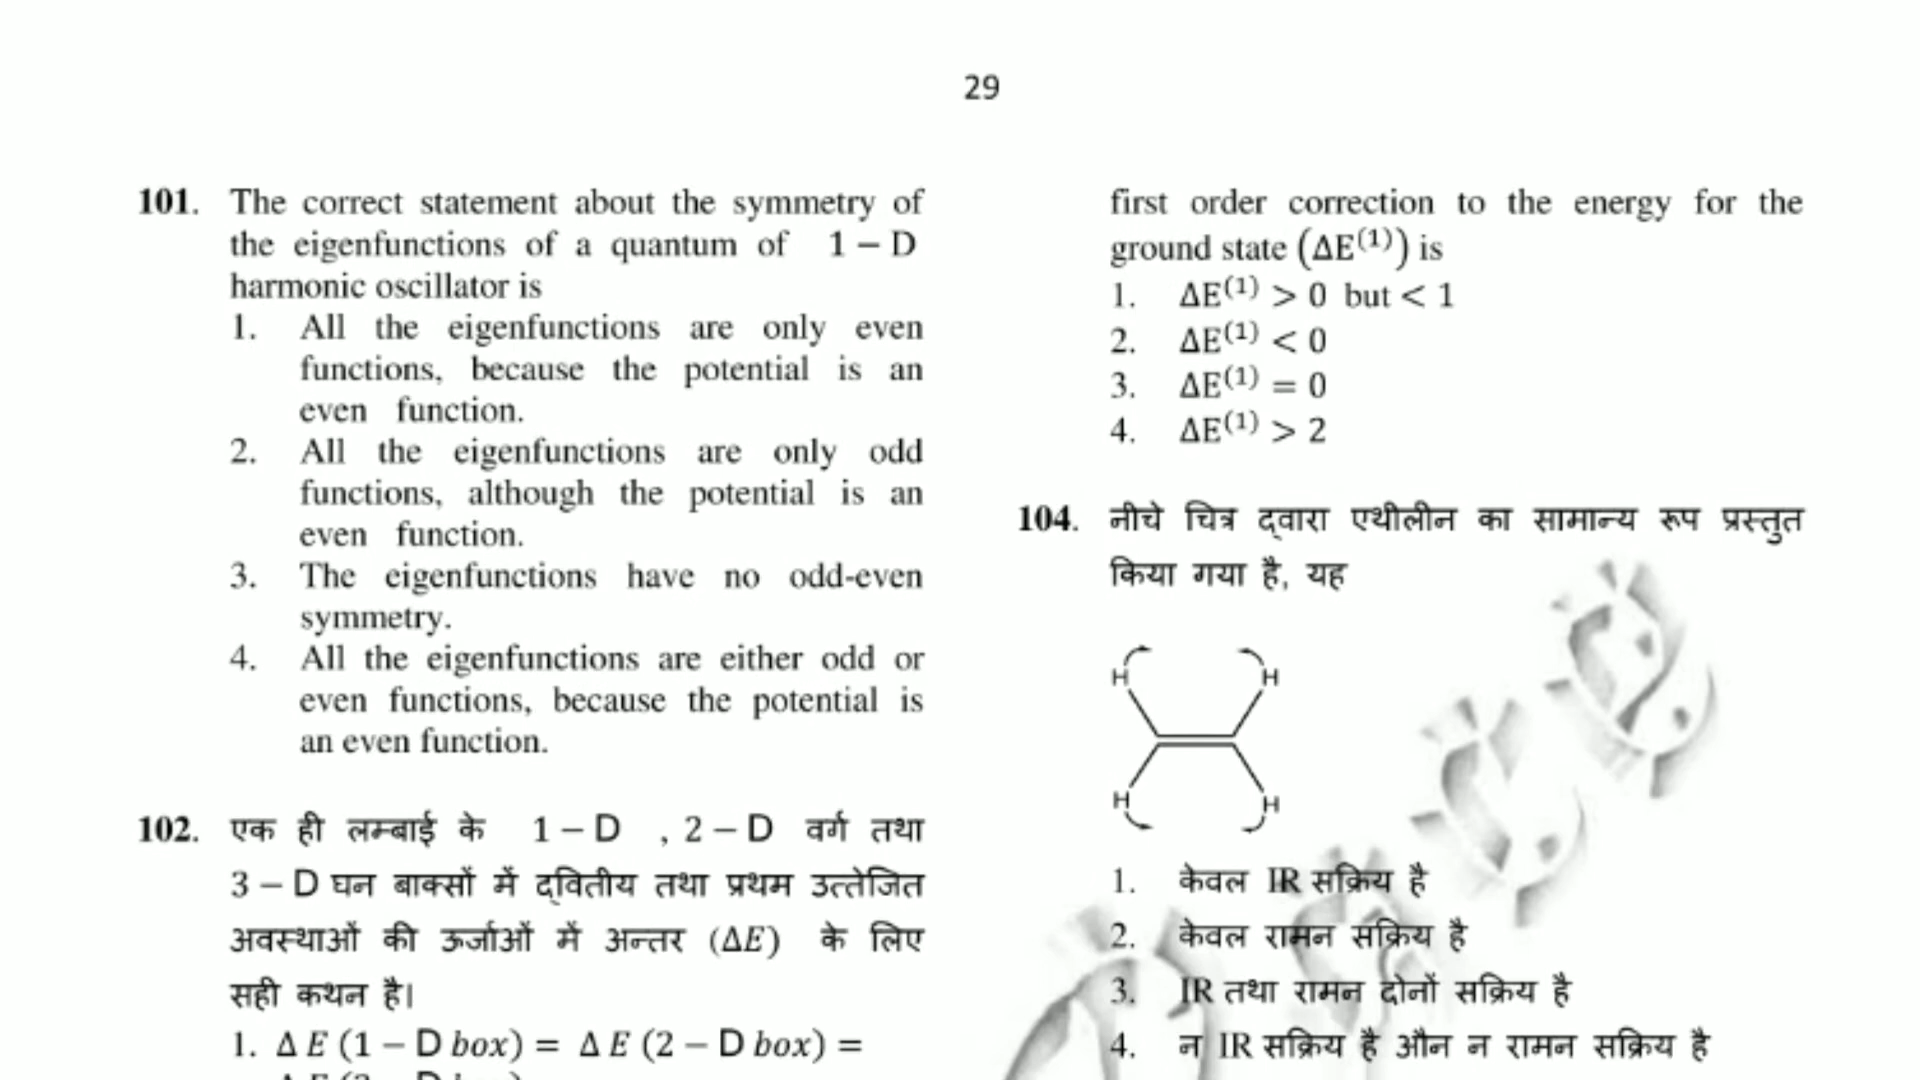 29
101. The correct statement about the symmetry of
the eigenfunctions of a quantum of 1 – D
harmonic oscillator is
1. All the eigenfunctions are only even
functions, because the potential is an
even function.
2. All the eigenfunctions are only odd
functions, although the potential is an
even function.
3. The eigenfunctions have no odd-even
symmetry.
4. All the eigenfunctions are either odd or
even functions, because the potential is
an even function.
102. एक ही लम्बाई के 1 – D , 2 – D वर्ग तथा
3 – D घन बाक्सों में द्वितीय तथा प्रथम उत्तेजित
अवस्थाओं की ऊर्जाओं में अन्तर (ΔE) के लिए
सही कथन है।
1. Δ E (1 – D box) = Δ E (2 – D box) =
first order correction to the energy for the
ground state (ΔE⁽¹⁾) is
1. ΔE⁽¹⁾ > 0 but < 1
2. ΔE⁽¹⁾ < 0
3. ΔE⁽¹⁾ = 0
4. ΔE⁽¹⁾ > 2
104. नीचे चित्र द्वारा एथीलीन का सामान्य रूप प्रस्तुत
किया गया है, यह
H H
H H
1. केवल IR सक्रिय है
2. केवल रामन सक्रिय है
3. IR तथा रामन दोनों सक्रिय है
4. न IR सक्रिय है औन न रामन सक्रिय है